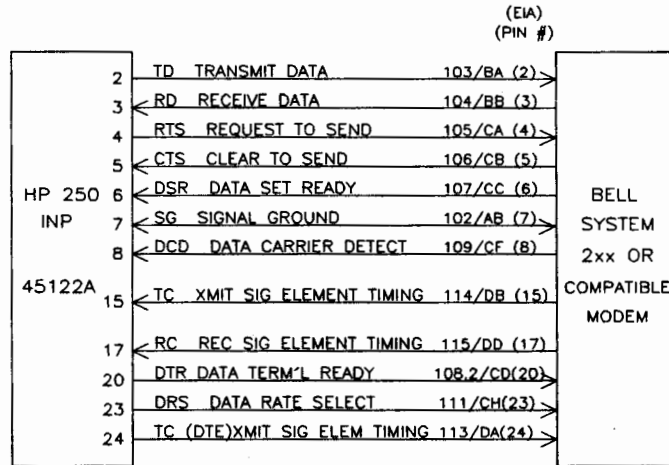 (EIA)
(PIN #)
2 TD TRANSMIT DATA 103/BA (2)
3 RD RECEIVE DATA 104/BB (3)
4 RTS REQUEST TO SEND 105/CA (4)
5 CTS CLEAR TO SEND 106/CB (5)
HP 250 6 DSR DATA SET READY 107/CC (6) BELL
INP 7 SG SIGNAL GROUND 102/AB (7) SYSTEM
8 DCD DATA CARRIER DETECT 109/CF (8) 2xx OR
45122A 15 TC XMIT SIG ELEMENT TIMING 114/DB (15) COMPATIBLE
MODEM
17 RC REC SIG ELEMENT TIMING 115/DD (17)
20 DTR DATA TERM'L READY 108.2/CD(20)
23 DRS DATA RATE SELECT 111/CH(23)
24 TC (DTE)XMIT SIG ELEM TIMING 113/DA(24)